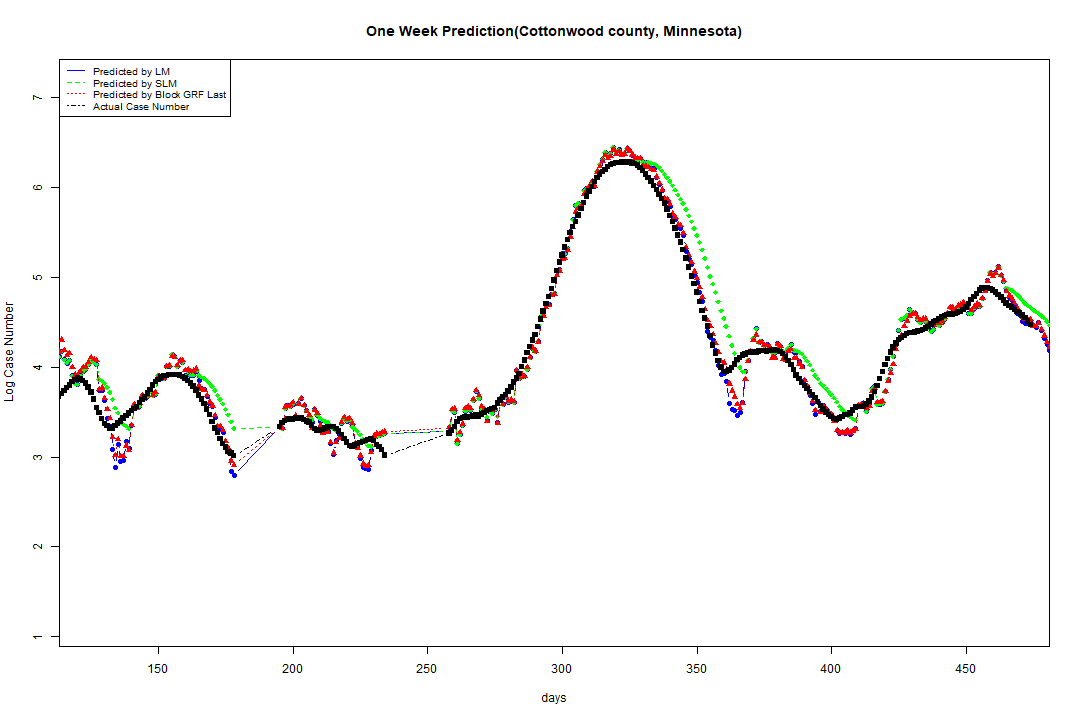 One Week Prediction(Cottonwood county, Minnesota)
Predicted by LM
Predicted by SLM
Predicted by Block GRF Last
Actual Case Number
Log Case Number
7
6
5
4
3
2
1
150 200 250 300 350 400 450
days